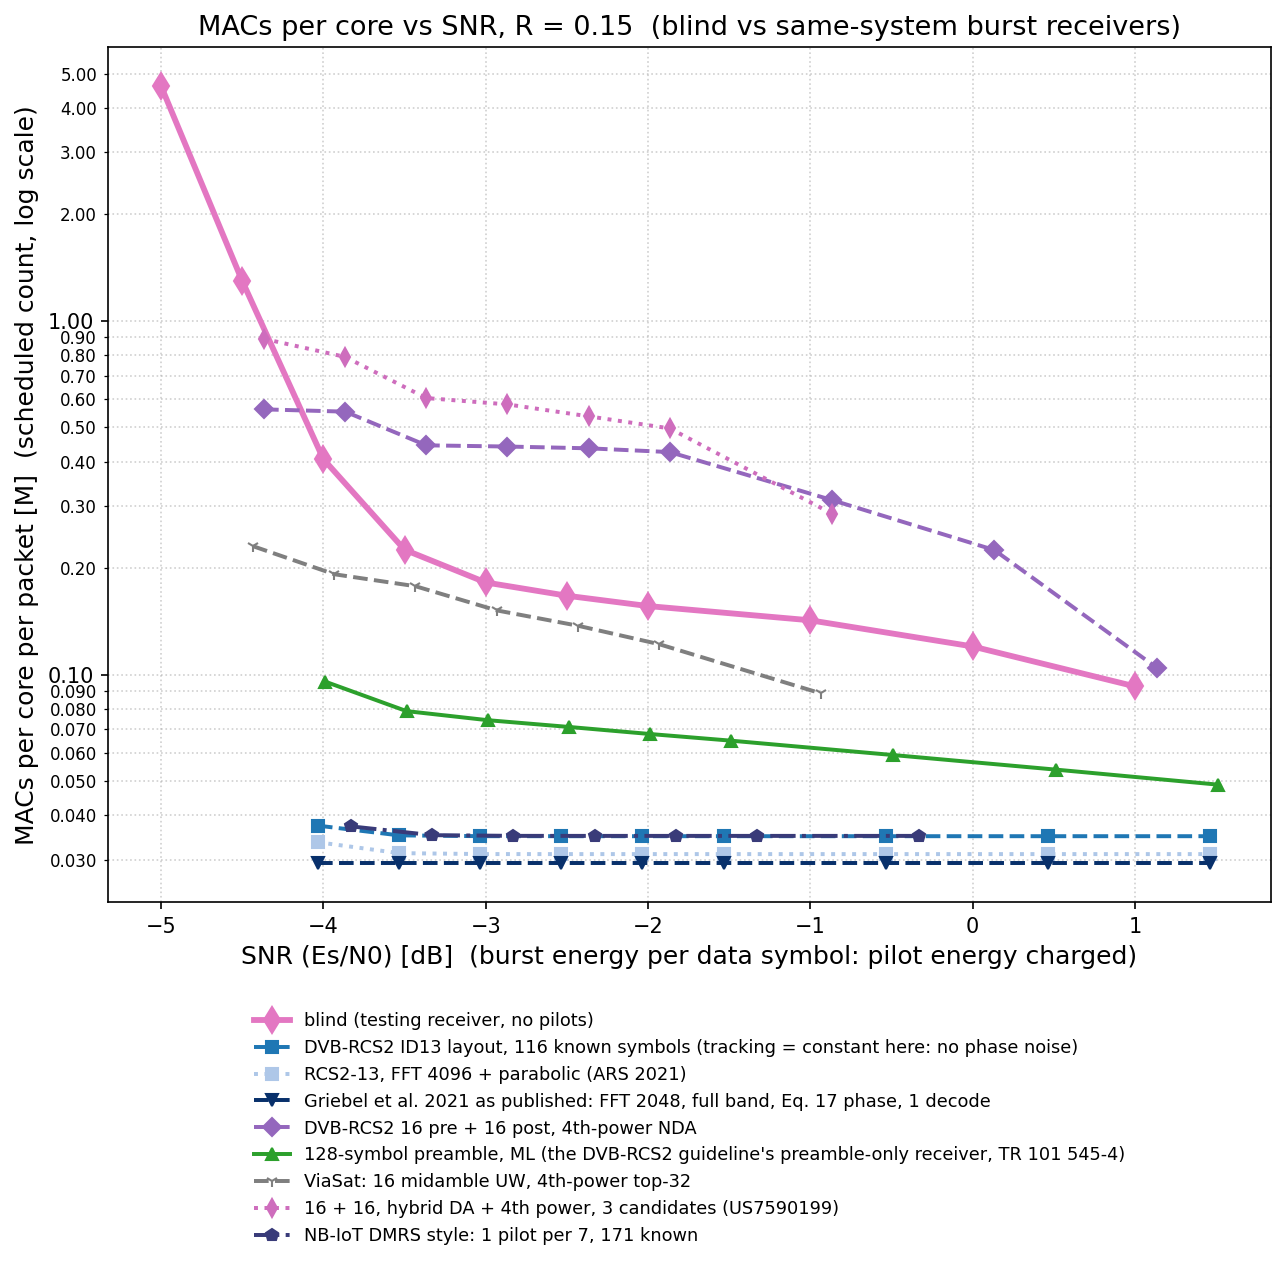 MACs per core vs SNR, R = 0.15  (blind vs same-system burst receivers)
MACs per core per packet [M]  (scheduled count, log scale)
5.00
4.00
3.00
2.00
1.00
0.90
0.80
0.70
0.60
0.50
0.40
0.30
0.20
0.10
0.090
0.080
0.070
0.060
0.050
0.040
0.030
−5 −4 −3 −2 −1 0 1
SNR (Es/N0) [dB]  (burst energy per data symbol: pilot energy charged)
blind (testing receiver, no pilots)
DVB-RCS2 ID13 layout, 116 known symbols (tracking = constant here: no phase noise)
RCS2-13, FFT 4096 + parabolic (ARS 2021)
Griebel et al. 2021 as published: FFT 2048, full band, Eq. 17 phase, 1 decode
DVB-RCS2 16 pre + 16 post, 4th-power NDA
128-symbol preamble, ML (the DVB-RCS2 guideline's preamble-only receiver, TR 101 545-4)
ViaSat: 16 midamble UW, 4th-power top-32
16 + 16, hybrid DA + 4th power, 3 candidates (US7590199)
NB-IoT DMRS style: 1 pilot per 7, 171 known